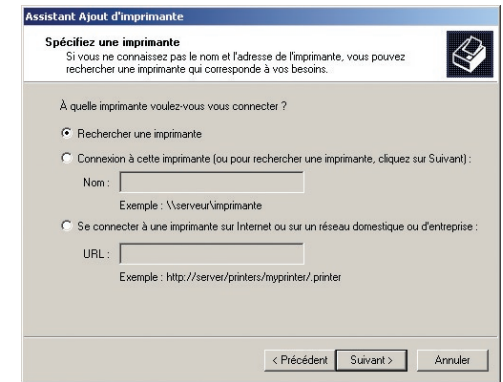 Assistant Ajout d'imprimante
Spécifiez une imprimante
Si vous ne connaissez pas le nom et l'adresse de l'imprimante, vous pouvez
rechercher une imprimante qui corresponde à vos besoins.
À quelle imprimante voulez-vous vous connecter ?
Rechercher une imprimante
Connexion à cette imprimante (ou pour rechercher une imprimante, cliquez sur Suivant) :
Nom :
Exemple : \\serveur\imprimante
Se connecter à une imprimante sur Internet ou sur un réseau domestique ou d'entreprise :
URL :
Exemple : http://server/printers/myprinter/.printer
< Précédent Suivant > Annuler